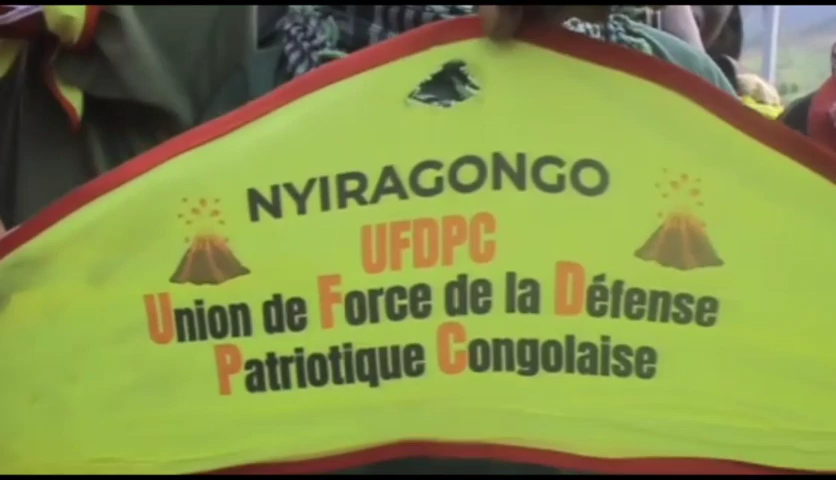 NYIRAGONGO
UFDPC
Union de Force de la Défense
Patriotique Congolaise